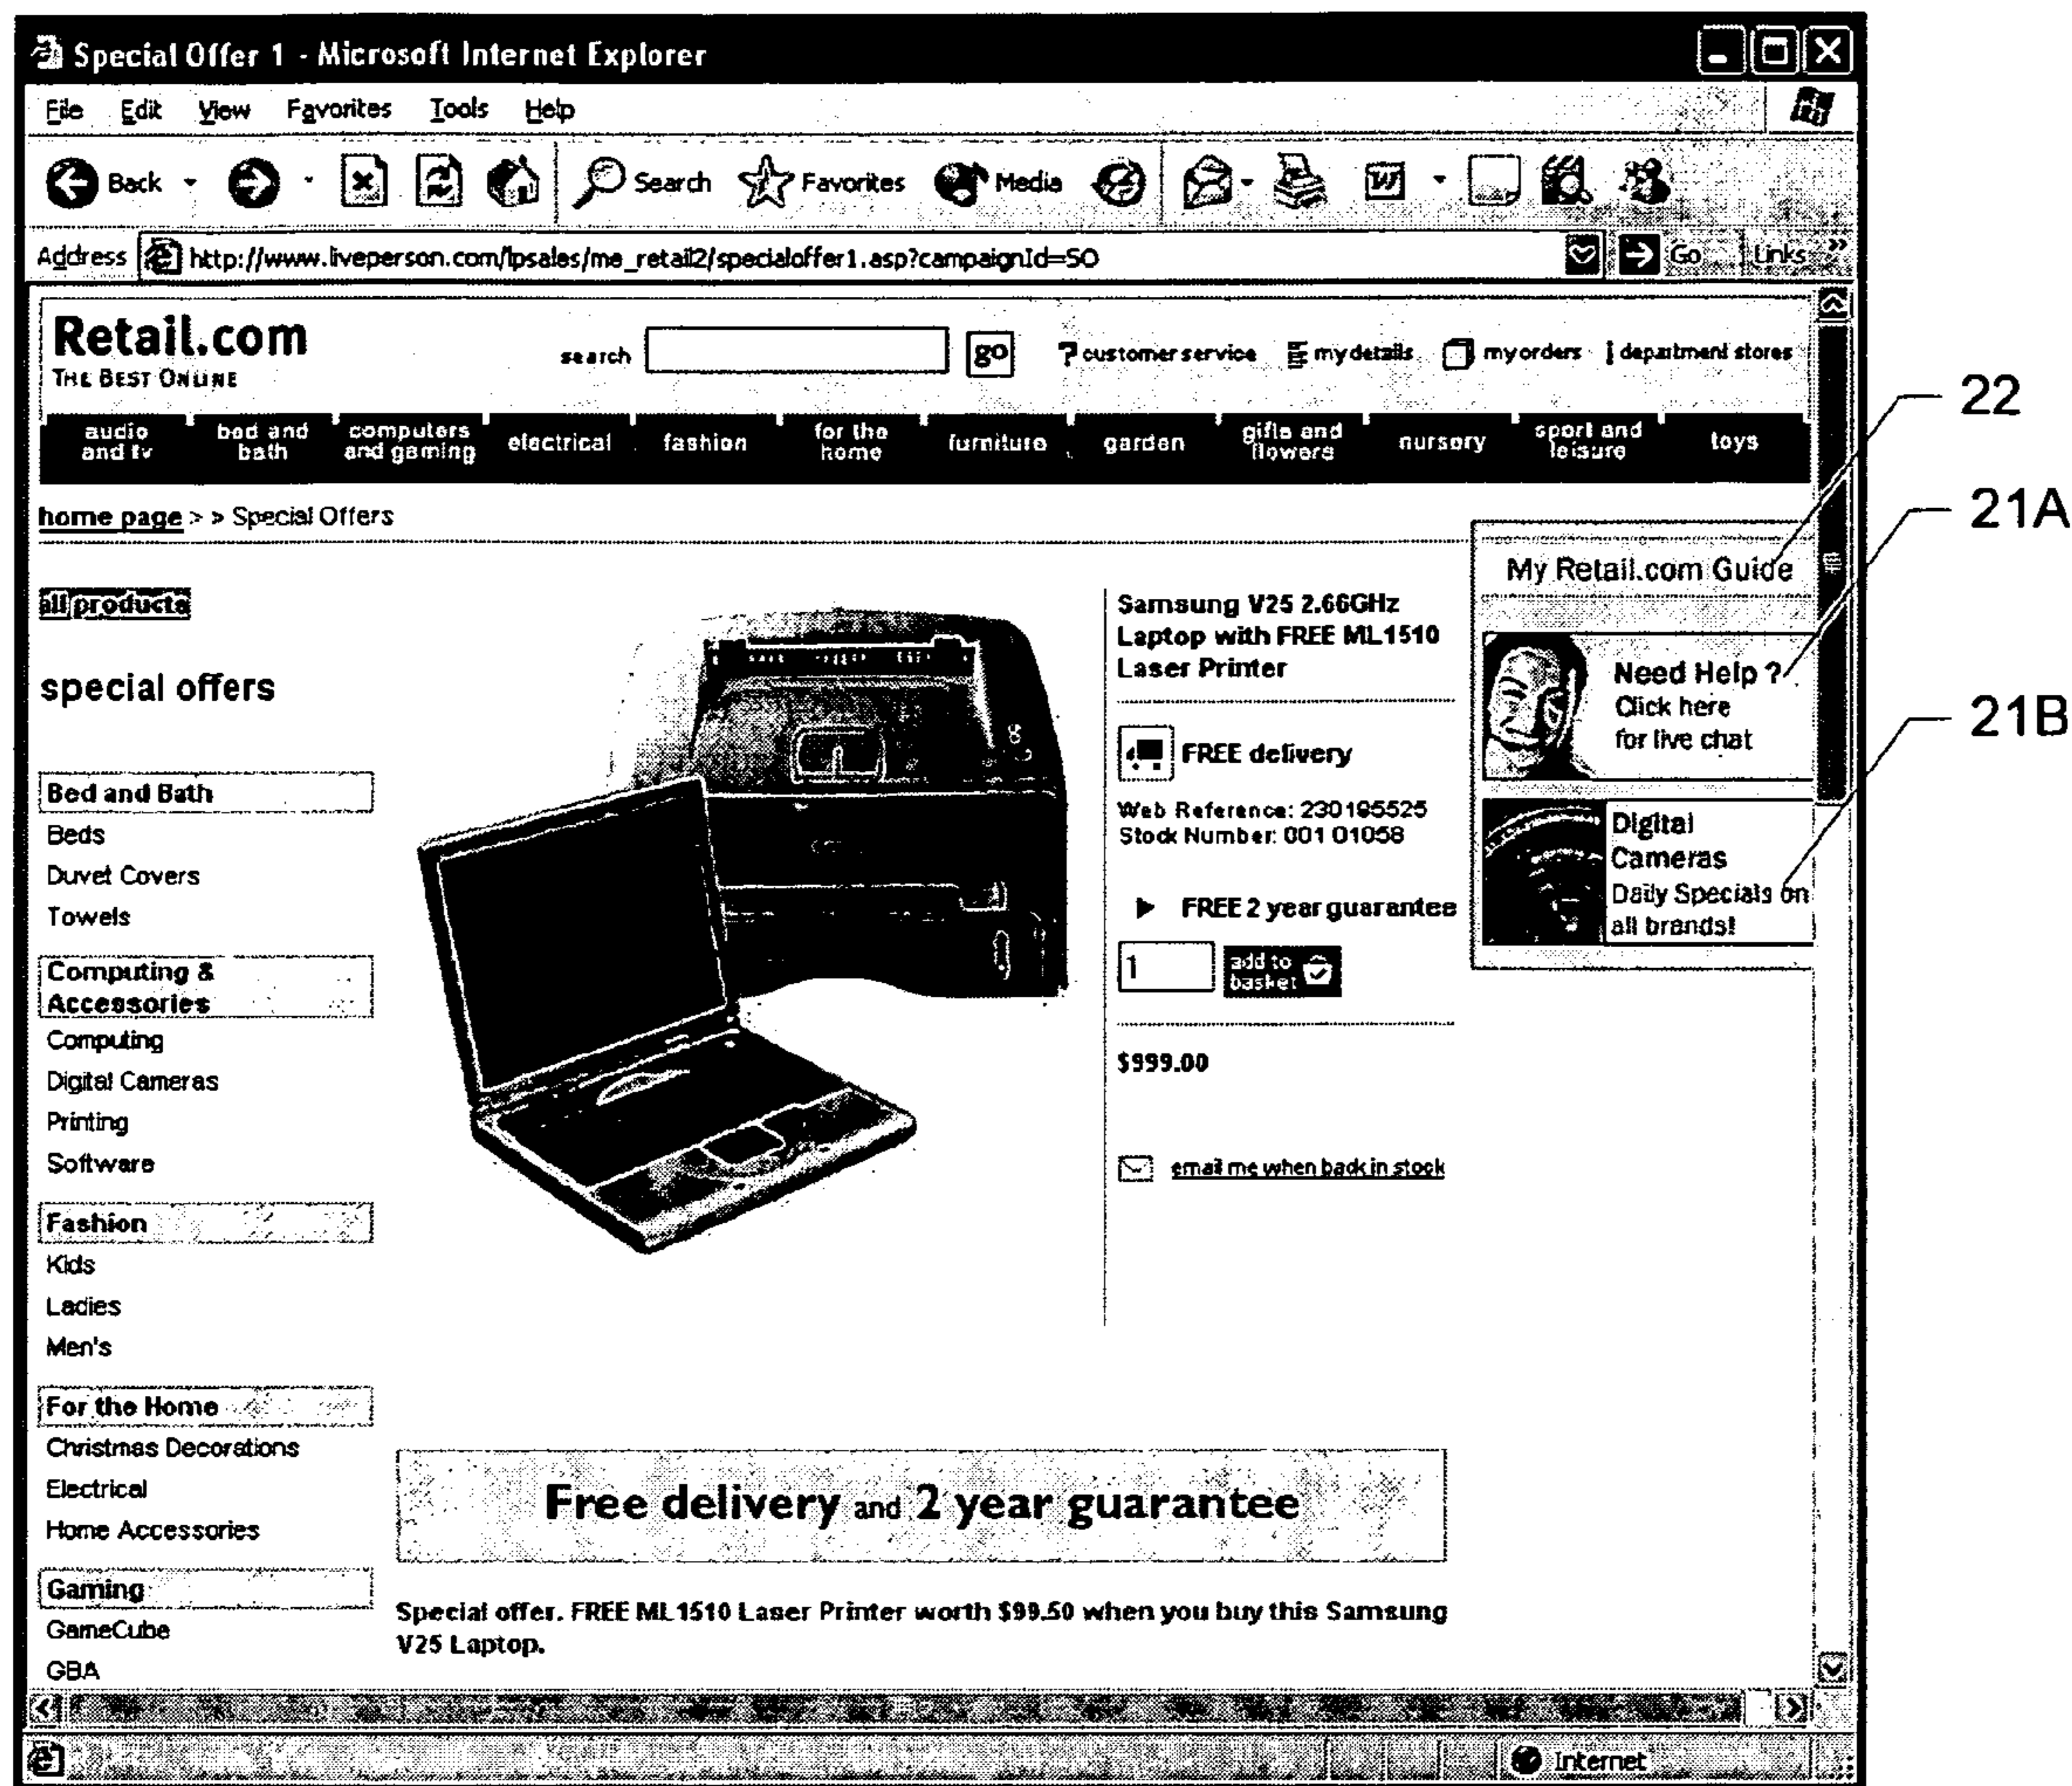 Special Offer 1 - Microsoft Internet Explorer
File Edit View Favorites Tools Help
Back Search Favorites Media
Address http://www.liveperson.com/lpsales/me_retail2/specialoffer1.asp?campaignId=SO Go Links »
Retail.com
THE BEST ONLINE
search go ? customer service my details my orders i department stores
audio and tv
bed and bath
computers and gaming
electrical
fashion
for the home
furniture
garden
gifts and flowers
nursery
sport and leisure
toys
22
21A
21B
home page > > Special Offers
all products
special offers
Bed and Bath
Beds
Duvet Covers
Towels
Computing &
Accessories
Computing
Digital Cameras
Printing
Software
Fashion
Kids
Ladies
Men's
For the Home
Christmas Decorations
Electrical
Home Accessories
Gaming
GameCube
GBA
Samsung V25 2.66GHz
Laptop with FREE ML1510
Laser Printer
FREE delivery
Web Reference: 230195525
Stock Number: 001 01058
FREE 2 year guarantee
1
add to
basket
$999.00
email me when back in stock
My Retail.com Guide
Need Help ?
Click here
for live chat
Digital
Cameras
Daily Specials on
all brands!
Free delivery and 2 year guarantee
Special offer. FREE ML1510 Laser Printer worth $99.50 when you buy this Samsung
V25 Laptop.
Internet